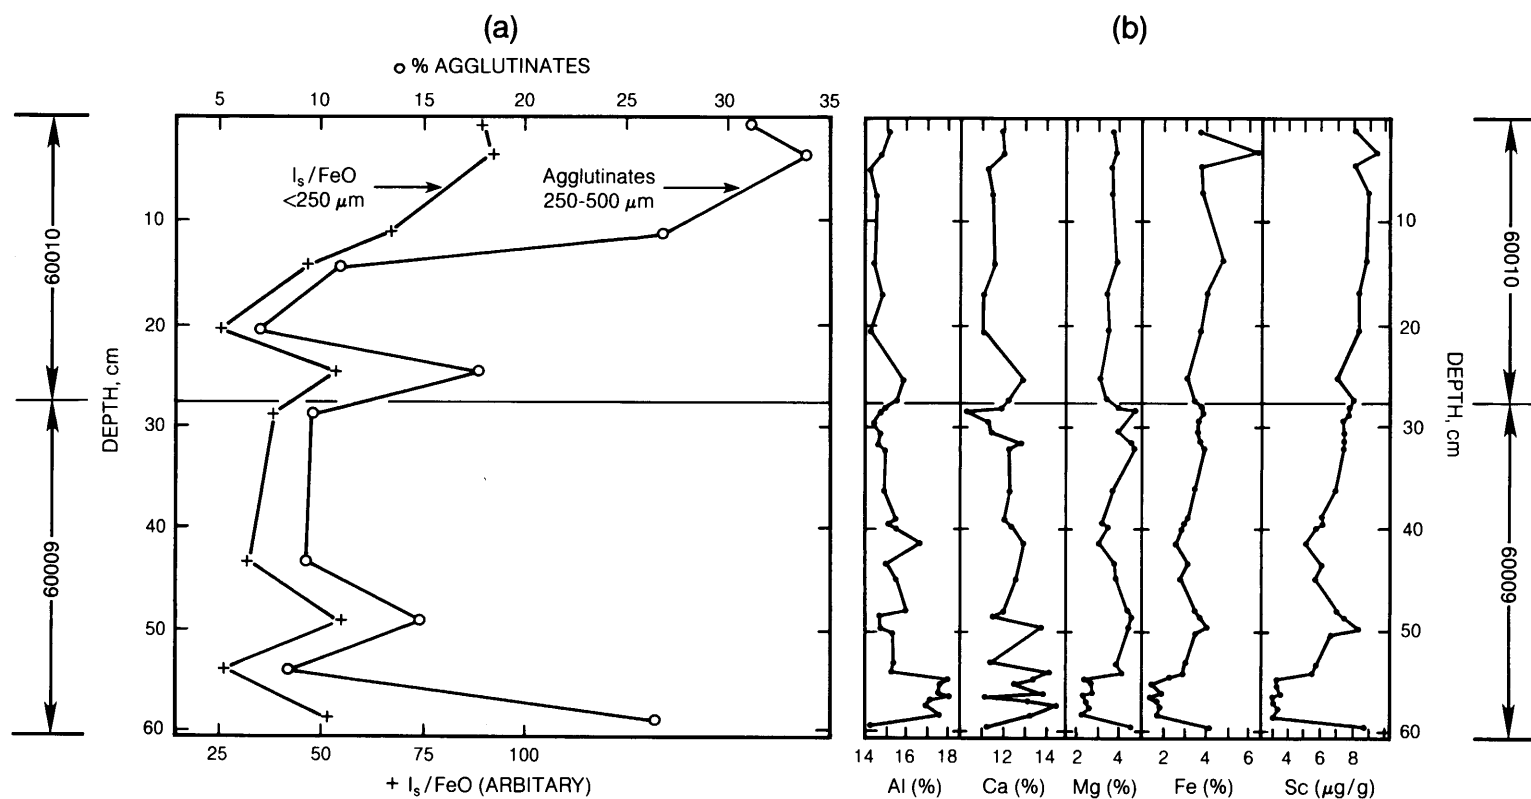 (a)
(b)
% AGGLUTINATES
5 10 15 20 25 30 35
Is/FeO
<250 μm
Agglutinates
250-500 μm
60010
60009
DEPTH, cm
10
20
30
40
50
60
25 50 75 100
+ Is/FeO (ARBITARY)
10
20
30
40
50
60
DEPTH, cm
60010
60009
14 16 18 12 14 2 4 2 4 6 4 6 8
Al (%) Ca (%) Mg (%) Fe (%) Sc (μg/g)